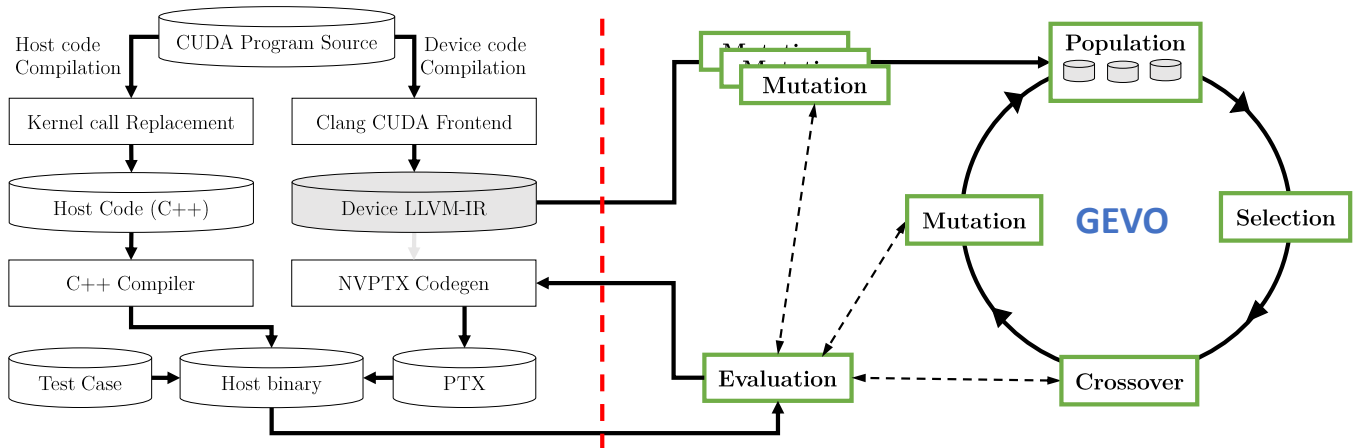 CUDA Program Source
Host code
Compilation
Device code
Compilation
Kernel call Replacement
Clang CUDA Frontend
Host Code (C++)
Device LLVM-IR
C++ Compiler
NVPTX Codegen
Test Case
Host binary
PTX
Mutation
Population
Mutation
GEVO
Selection
Evaluation
Crossover